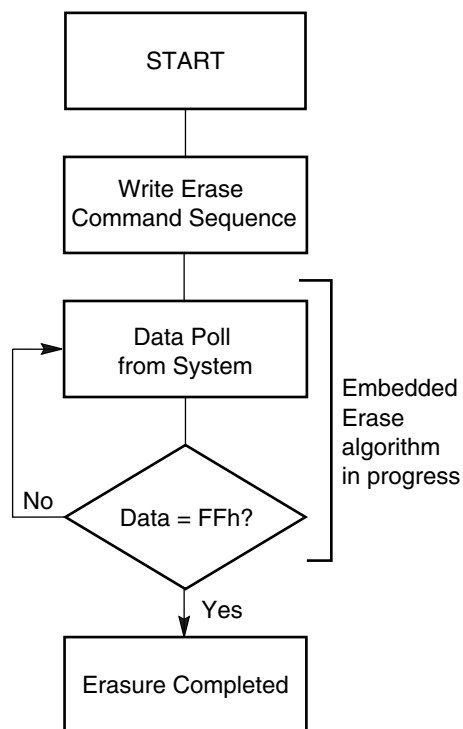 START
Write Erase
Command Sequence
Data Poll
from System
Embedded
Erase
algorithm
in progress
No
Data = FFh?
Yes
Erasure Completed